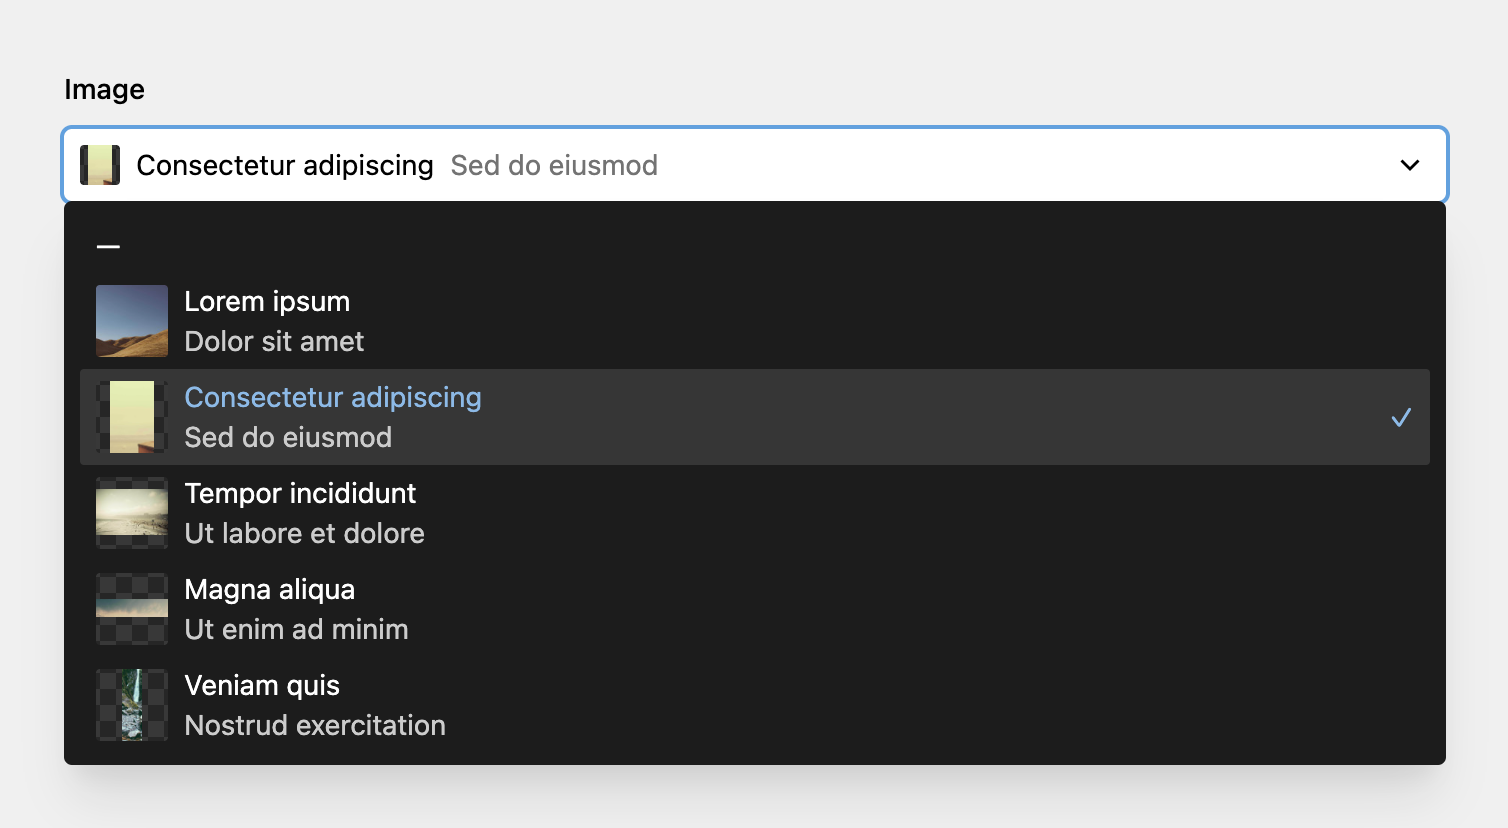 Image
Consectetur adipiscing Sed do eiusmod
—
Lorem ipsum
Dolor sit amet
Consectetur adipiscing
Sed do eiusmod
Tempor incididunt
Ut labore et dolore
Magna aliqua
Ut enim ad minim
Veniam quis
Nostrud exercitation